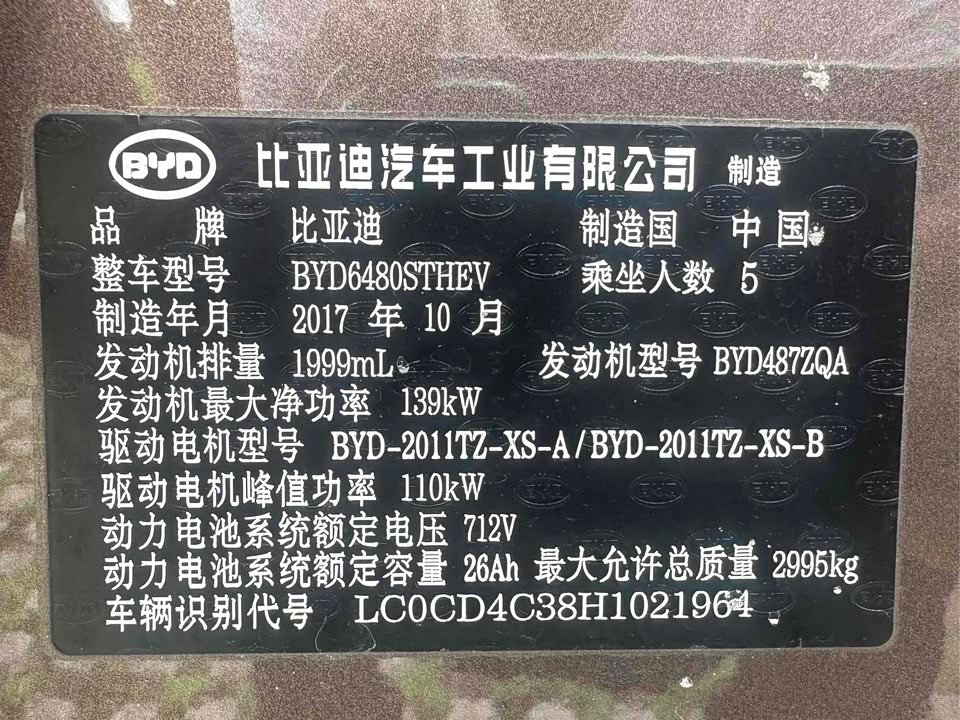 BYD 比亚迪汽车工业有限公司 制造
品牌 比亚迪 制造国 中国
整车型号 BYD6480STHEV 乘坐人数 5
制造年月 2017 年 10 月
发动机排量 1999mL 发动机型号 BYD487ZQA
发动机最大净功率 139kW
驱动电机型号 BYD-2011TZ-XS-A/BYD-2011TZ-XS-B
驱动电机峰值功率 110kW
动力电池系统额定电压 712V
动力电池系统额定容量 26Ah 最大允许总质量 2995kg
车辆识别代号 LC0CD4C38H1021964